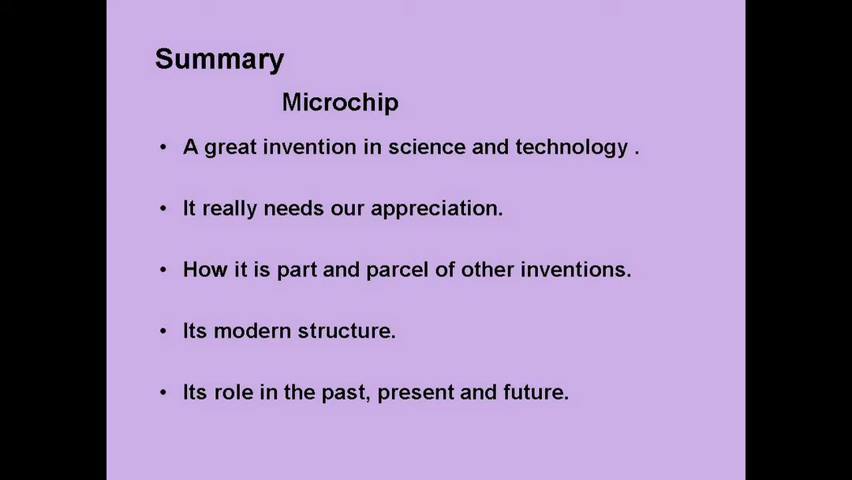 Summary
Microchip
• A great invention in science and technology .
• It really needs our appreciation.
• How it is part and parcel of other inventions.
• Its modern structure.
• Its role in the past, present and future.